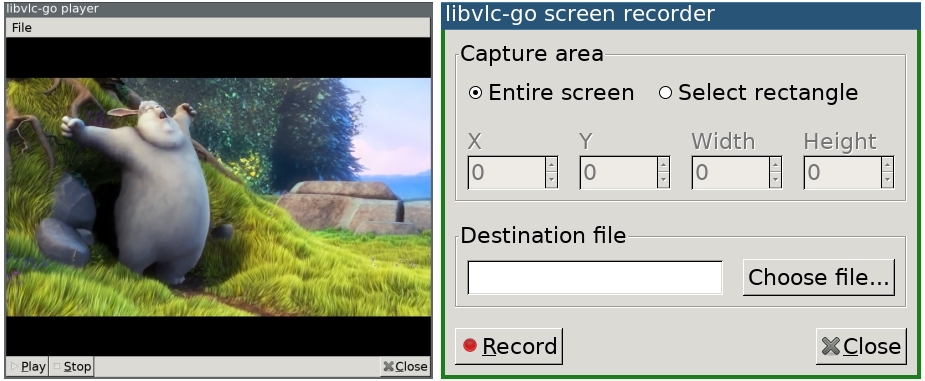 libvlc-go player
File
Play Stop Close
libvlc-go screen recorder
Capture area
Entire screen Select rectangle
X Y Width Height
0 0 0 0
Destination file
Choose file...
Record Close